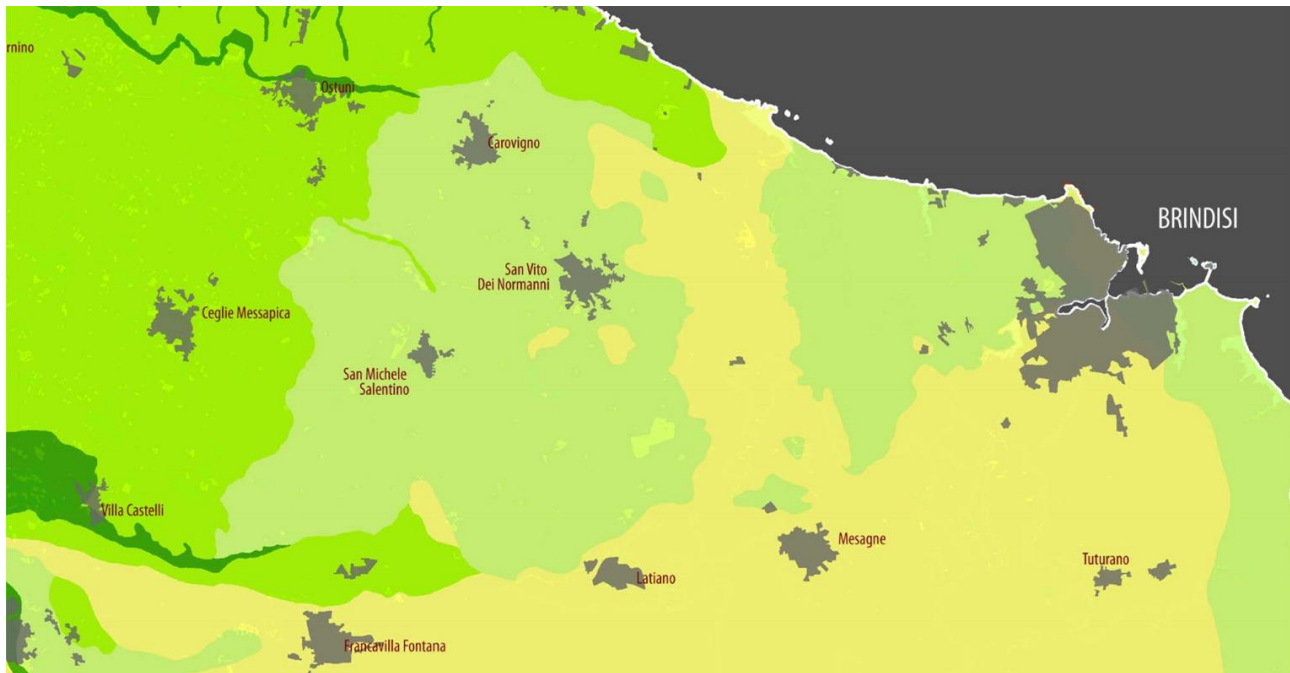 rnino
Ostuni
Carovigno
BRINDISI
San Vito
Dei Normanni
Ceglie Messapica
San Michele
Salentino
Villa Castelli
Mesagne
Tuturano
Latiano
Francavilla Fontana